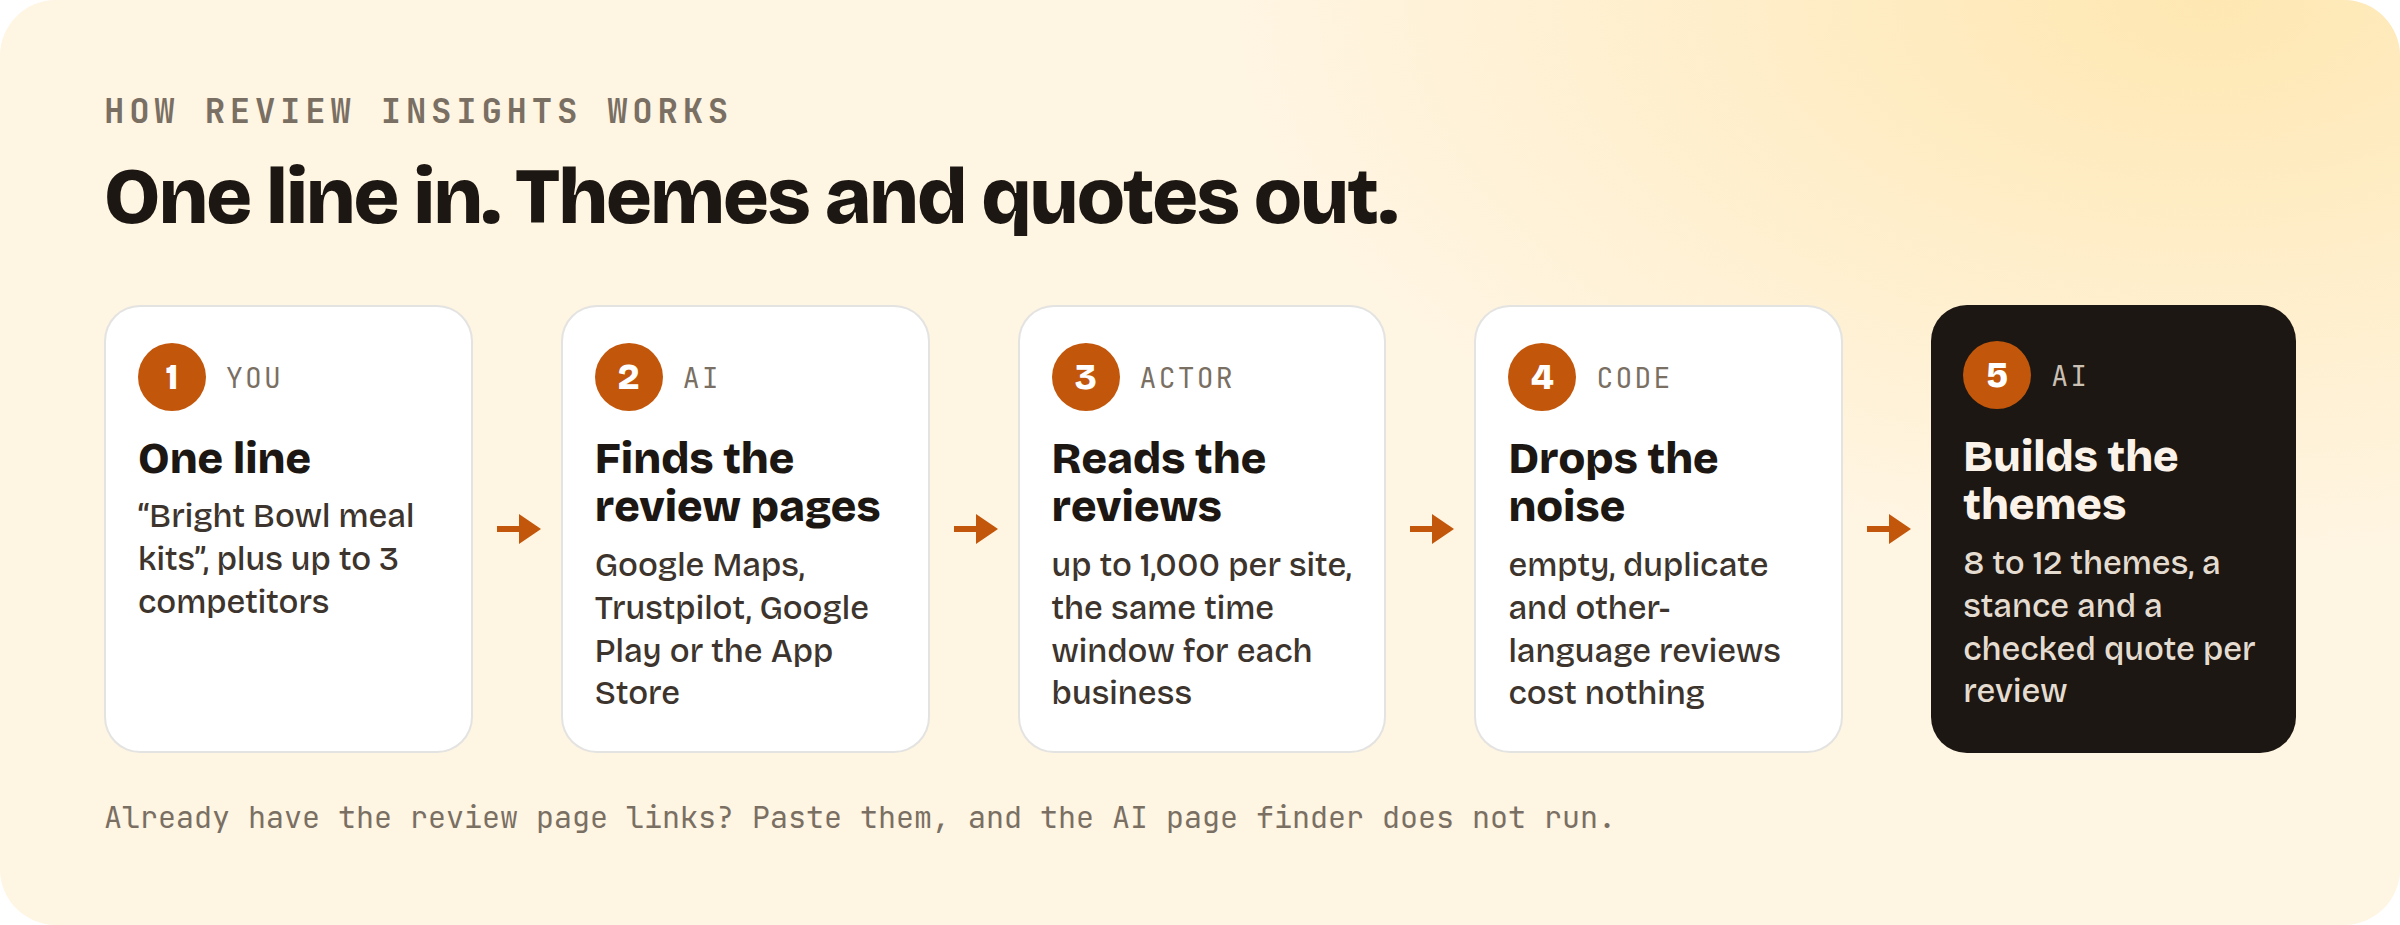 HOW REVIEW INSIGHTS WORKS
One line in. Themes and quotes out.
1 YOU
One line
“Bright Bowl meal
kits”, plus up to 3
competitors
2 AI
Finds the
review pages
Google Maps,
Trustpilot, Google
Play or the App
Store
3 ACTOR
Reads the
reviews
up to 1,000 per site,
the same time
window for each
business
4 CODE
Drops the
noise
empty, duplicate
and other-
language reviews
cost nothing
5 AI
Builds the
themes
8 to 12 themes, a
stance and a
checked quote per
review
Already have the review page links? Paste them, and the AI page finder does not run.